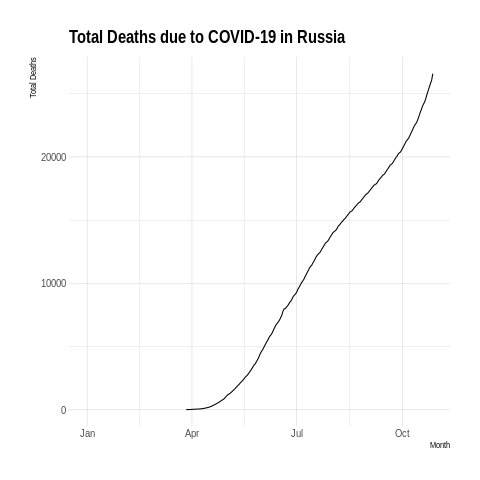 Total Deaths due to COVID-19 in Russia
Total Deaths
20000
10000
0
Jan Apr Jul Oct
Month